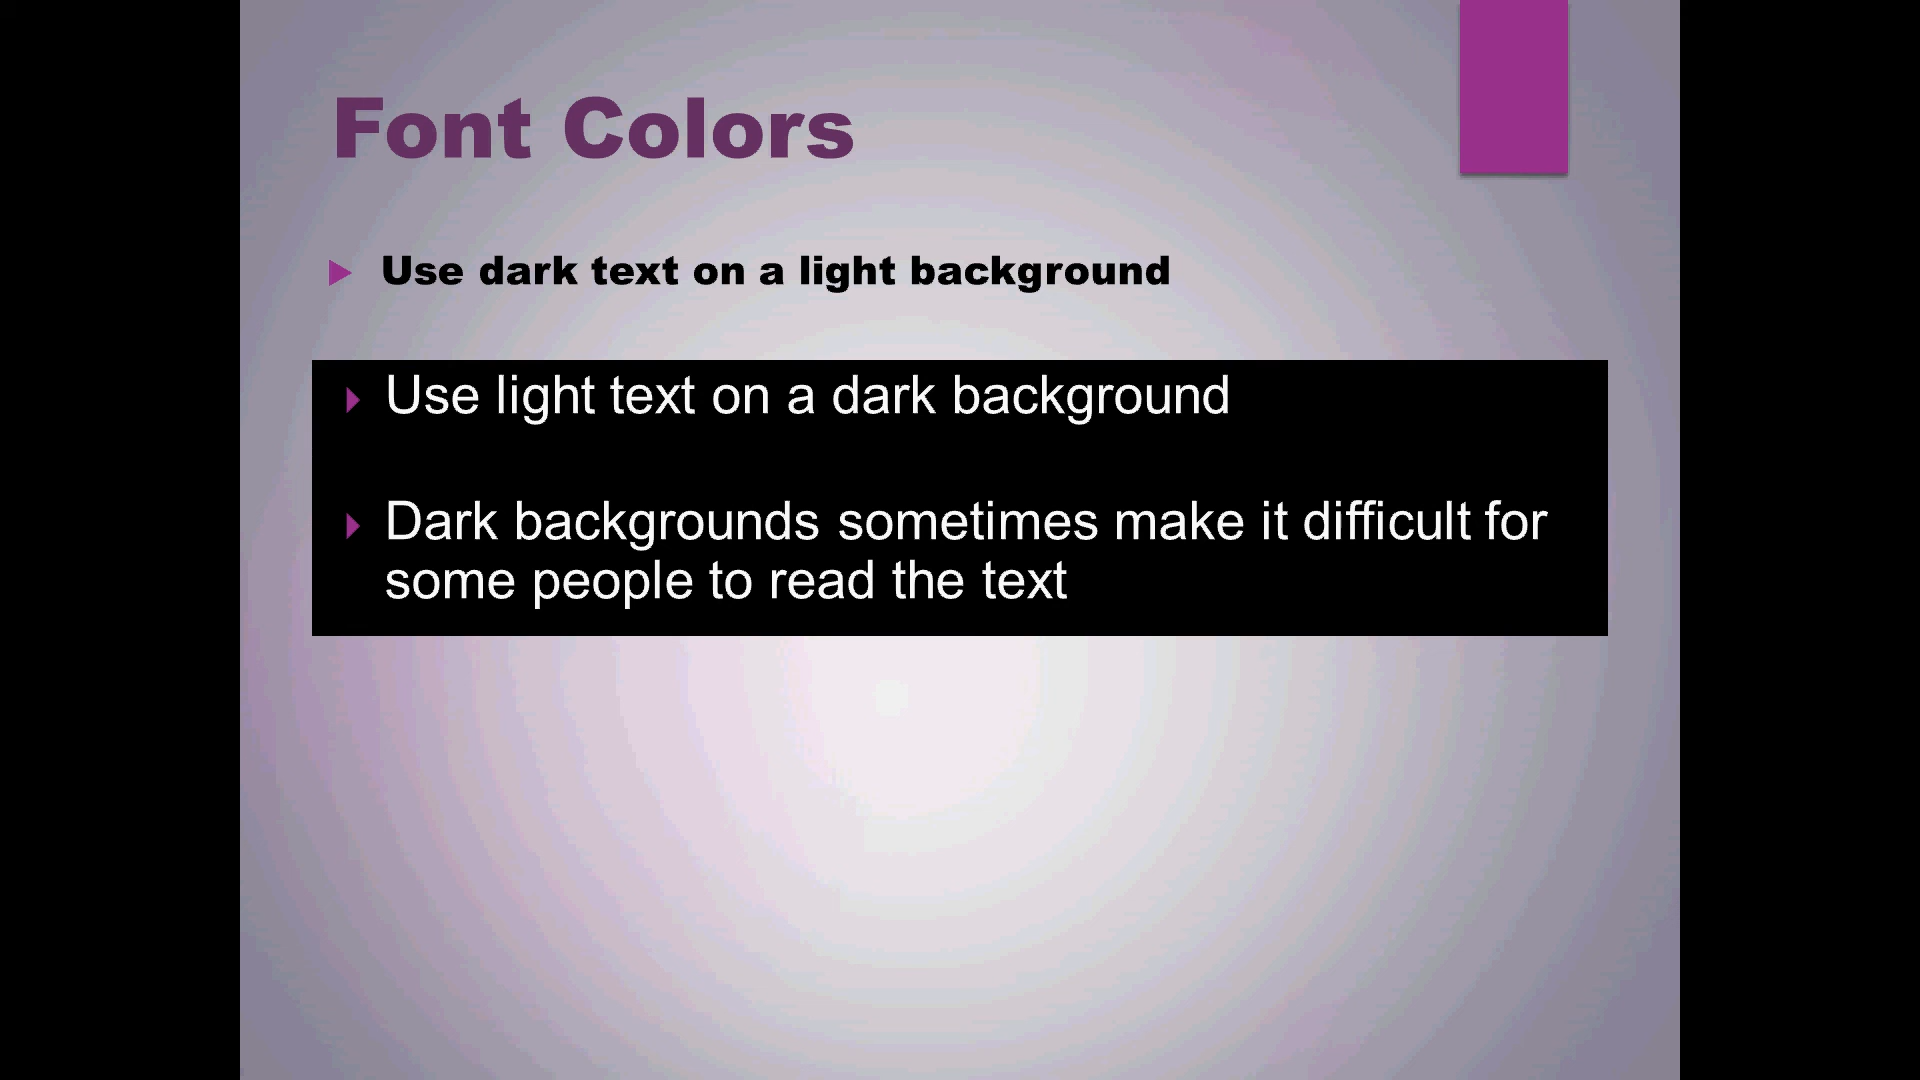 Font Colors
Use dark text on a light background
Use light text on a dark background
Dark backgrounds sometimes make it difficult for
some people to read the text